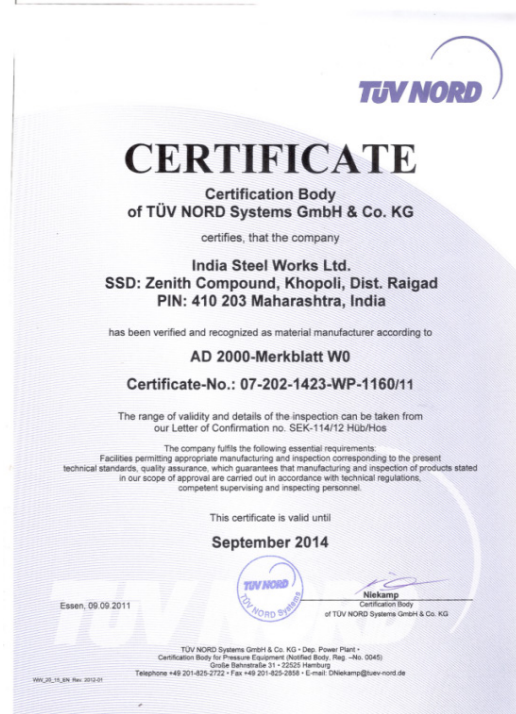 TÜV NORD
CERTIFICATE
Certification Body
of TÜV NORD Systems GmbH & Co. KG
certifies, that the company
India Steel Works Ltd.
SSD: Zenith Compound, Khopoli, Dist. Raigad
PIN: 410 203 Maharashtra, India
has been verified and recognized as material manufacturer according to
AD 2000-Merkblatt W0
Certificate-No.: 07-202-1423-WP-1160/11
The range of validity and details of the inspection can be taken from
our Letter of Confirmation no. SEK-114/12 Hüb/Hos
The company fulfils the following essential requirements:
Facilities permitting appropriate manufacturing and inspection corresponding to the present
technical standards, quality assurance, which guarantees that manufacturing and inspection of products stated
in our scope of approval are carried out in accordance with technical regulations,
competent supervising and inspecting personnel.
This certificate is valid until
September 2014
TÜV NORD
TÜV NORD Systems
Niekamp
Certification Body
of TÜV NORD Systems GmbH & Co. KG
Essen, 09.09.2011
TÜV NORD
TÜV NORD Systems GmbH & Co. KG • Dep. Power Plant •
Certification Body for Pressure Equipment (Notified Body, Reg. –No. 0045)
Große Bahnstraße 31 • 22525 Hamburg
Telephone +49 201-825-2722 • Fax +49 201-825-2858 • E-mail: DNiekamp@tuev-nord.de
Rev. 2012-01